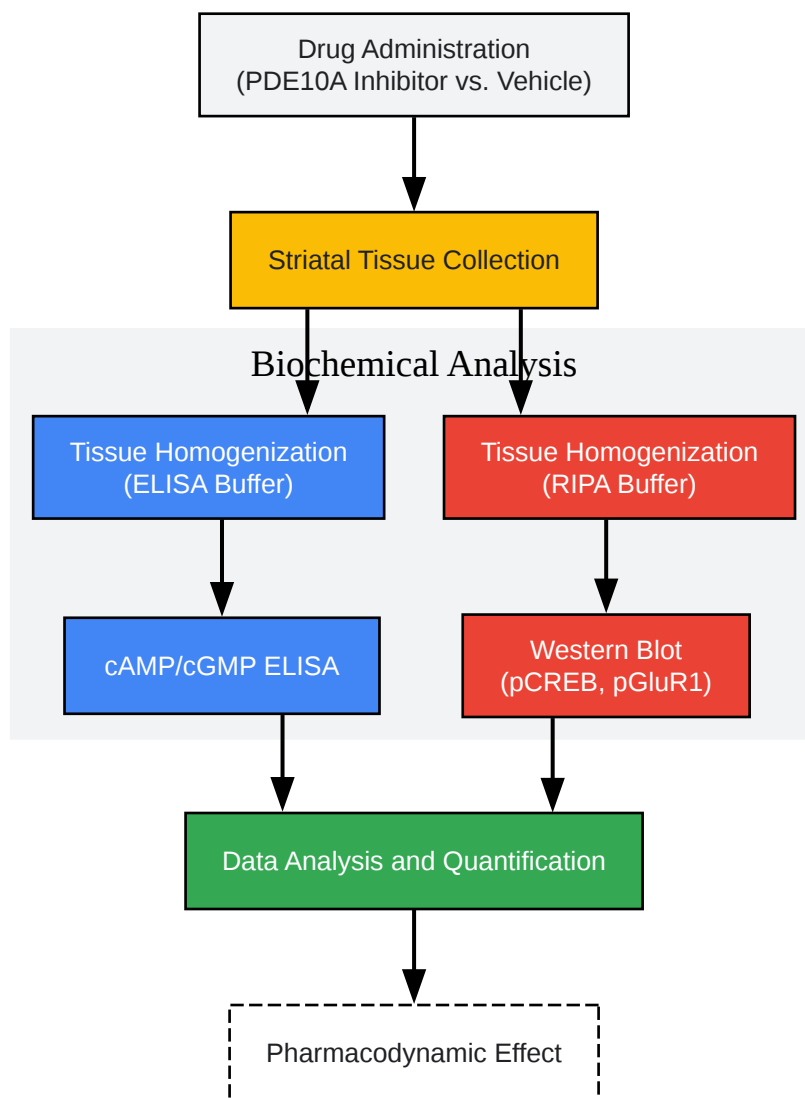 Drug Administration
(PDE10A Inhibitor vs. Vehicle)
Striatal Tissue Collection
Biochemical Analysis
Tissue Homogenization
(ELISA Buffer)
Tissue Homogenization
(RIPA Buffer)
cAMP/cGMP ELISA
Western Blot
(pCREB, pGluR1)
Data Analysis and Quantification
Pharmacodynamic Effect